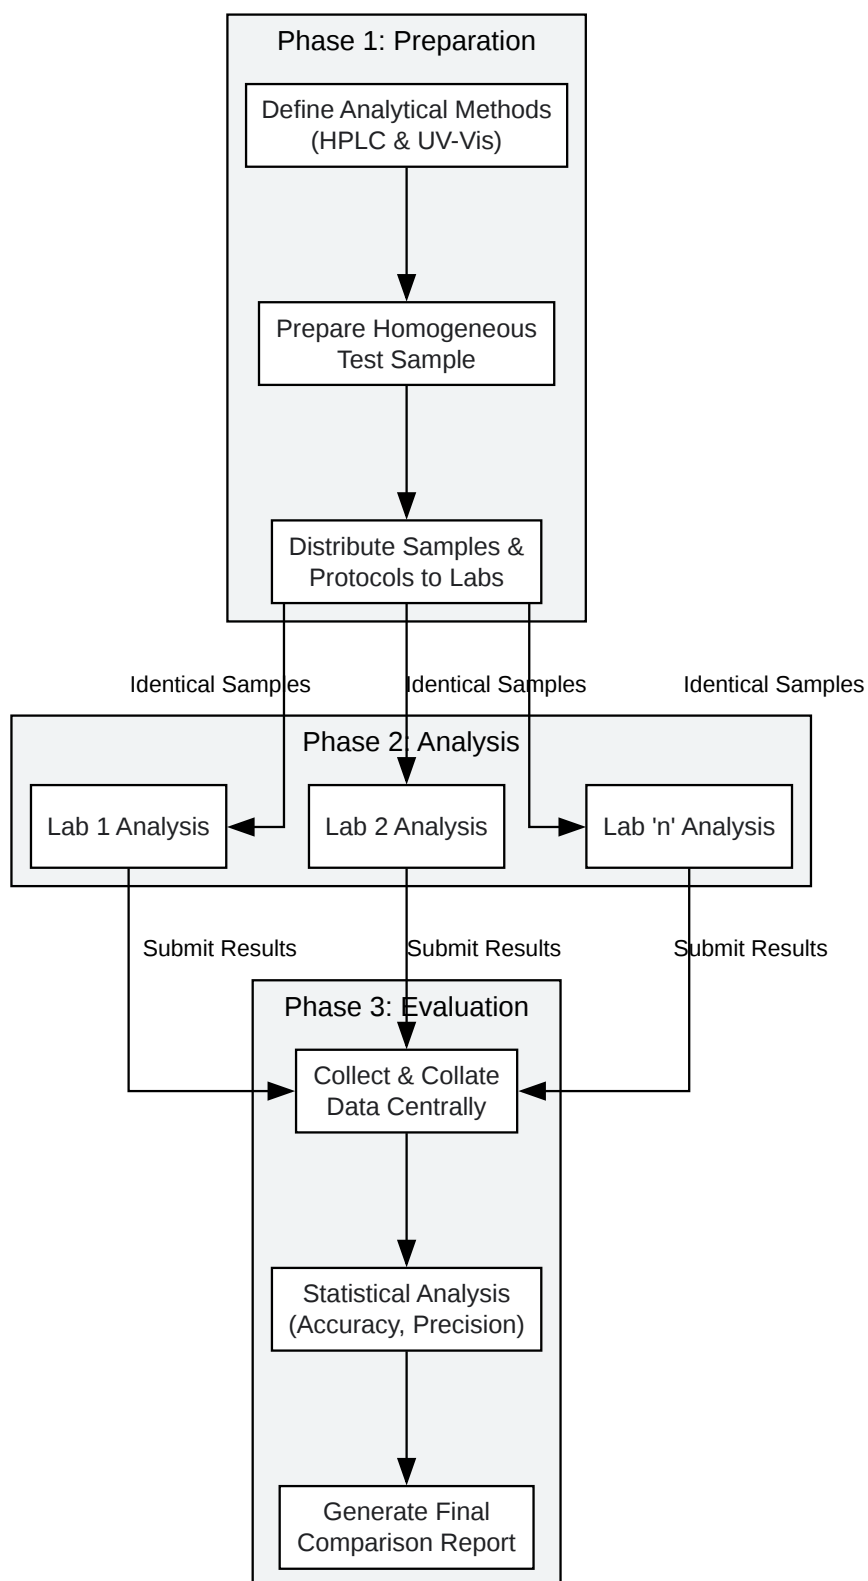 Phase 1: Preparation
Define Analytical Methods
(HPLC & UV-Vis)
Prepare Homogeneous
Test Sample
Distribute Samples &
Protocols to Labs
Identical Samples
Identical Samples
Identical Samples
Phase 2: Analysis
Lab 1 Analysis
Lab 2 Analysis
Lab 'n' Analysis
Submit Results
Submit Results
Submit Results
Phase 3: Evaluation
Collect & Collate
Data Centrally
Statistical Analysis
(Accuracy, Precision)
Generate Final
Comparison Report